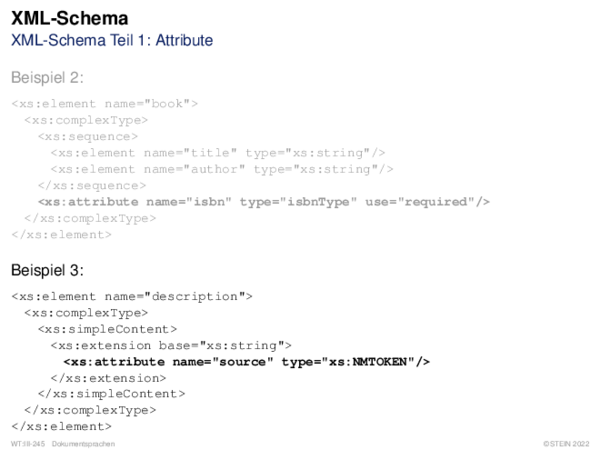 XML-Schema
XML-Schema Teil 1: Attribute
Beispiel 2:
<xs:element name="book">
  <xs:complexType>
    <xs:sequence>
      <xs:element name="title" type="xs:string"/>
      <xs:element name="author" type="xs:string"/>
    </xs:sequence>
    <xs:attribute name="isbn" type="isbnType" use="required"/>
  </xs:complexType>
</xs:element>
Beispiel 3:
<xs:element name="description">
  <xs:complexType>
    <xs:simpleContent>
      <xs:extension base="xs:string">
        <xs:attribute name="source" type="xs:NMTOKEN"/>
      </xs:extension>
    </xs:simpleContent>
  </xs:complexType>
</xs:element>
WT:III-245 Dokumentsprachen
©STEIN 2022